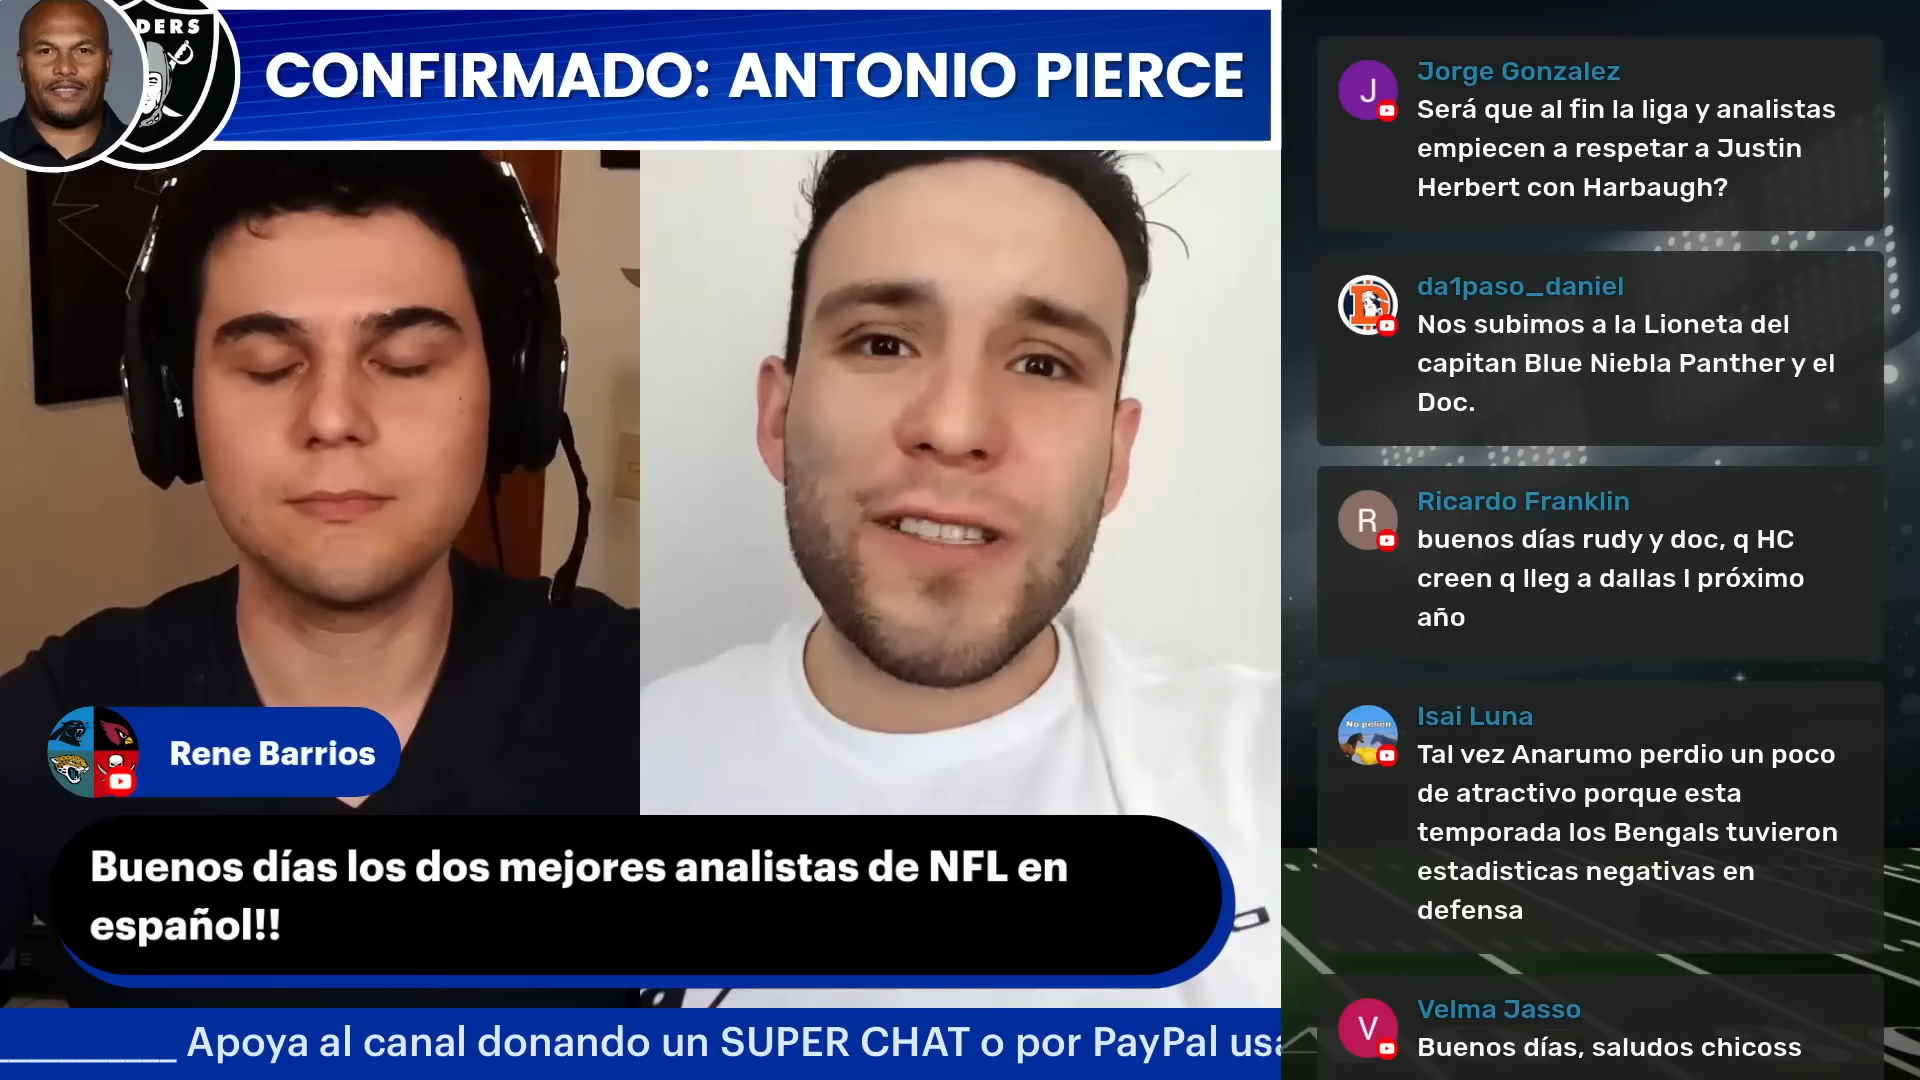 DERS
CONFIRMADO: ANTONIO PIERCE
Rene Barrios
Buenos días los dos mejores analistas de NFL en
español!!
Apoya al canal donando un SUPER CHAT o por PayPal usa
J
Jorge Gonzalez
Será que al fin la liga y analistas
empiecen a respetar a Justin
Herbert con Harbaugh?
da1paso_daniel
Nos subimos a la Lioneta del
capitan Blue Niebla Panther y el
Doc.
R
Ricardo Franklin
buenos días rudy y doc, q HC
creen q lleg a dallas l próximo
año
No pelion
Isai Luna
Tal vez Anarumo perdio un poco
de atractivo porque esta
temporada los Bengals tuvieron
estadisticas negativas en
defensa
V
Velma Jasso
Buenos días, saludos chicoss